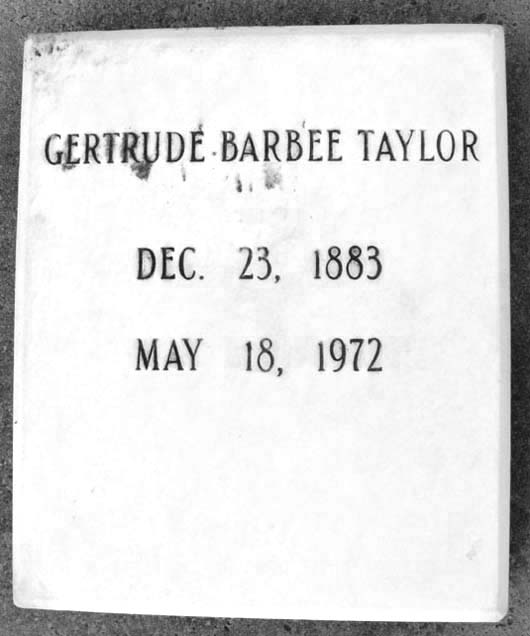 GERTRUDE BARBEE TAYLOR
DEC. 23, 1883
MAY 18, 1972